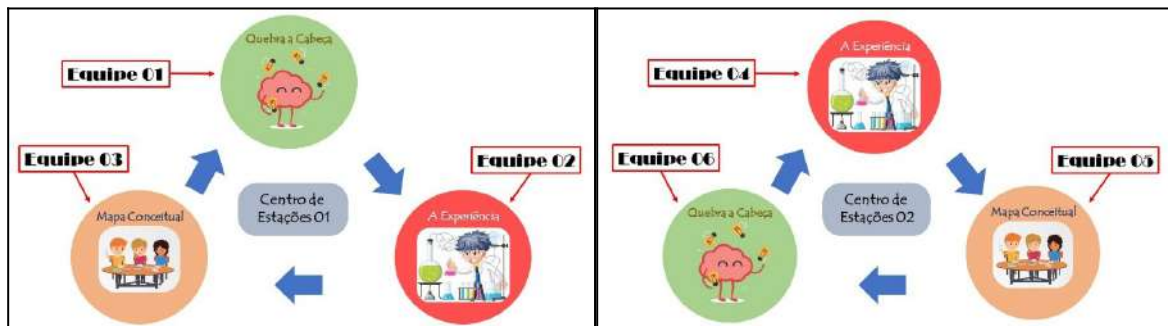 Quebra a Cabeça
Equipe 01
Equipe 03
Equipe 02
Centro de
Estações 01
Mapa Conceitual
A Experiência
A Experiência
Equipe 04
Equipe 06
Equipe 05
Quebra a Cabeça
Centro de
Estações 02
Mapa Conceitual